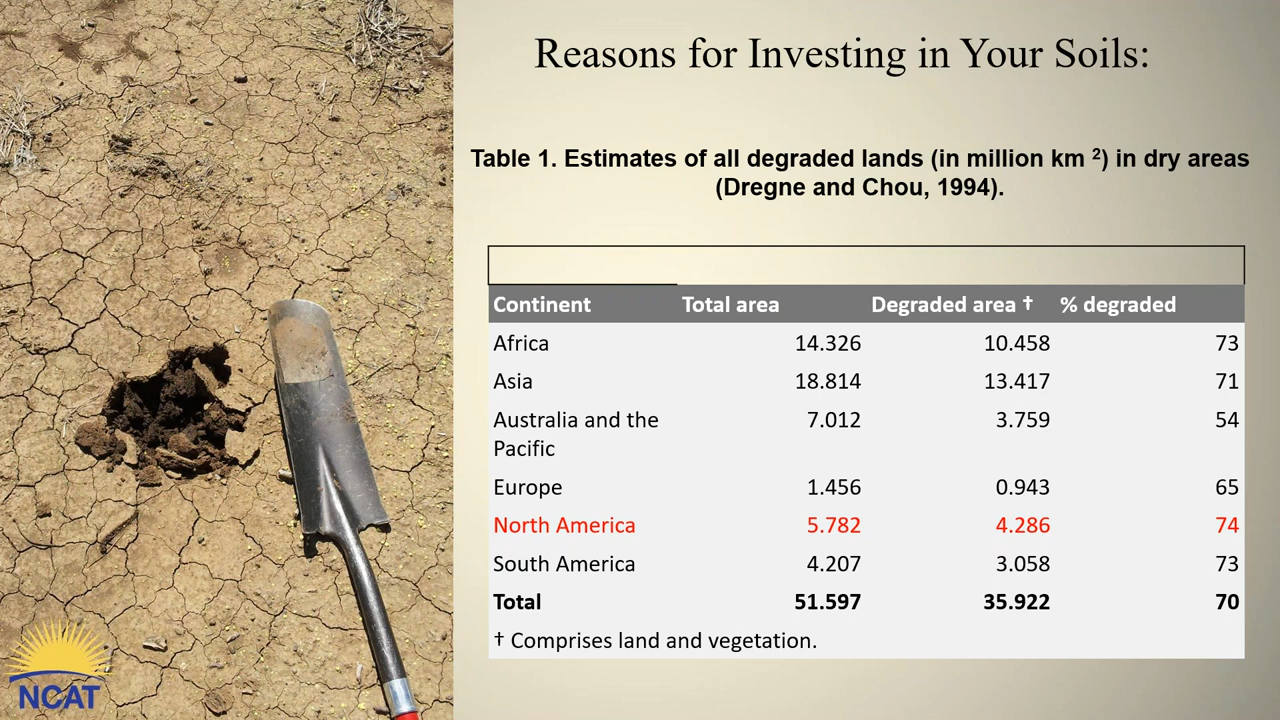 Reasons for Investing in Your Soils:
Table 1. Estimates of all degraded lands (in million km ²) in dry areas
(Dregne and Chou, 1994).
Continent Total area Degraded area † % degraded
Africa 14.326 10.458 73
Asia 18.814 13.417 71
Australia and the 7.012 3.759 54
Pacific
Europe 1.456 0.943 65
North America 5.782 4.286 74
South America 4.207 3.058 73
Total 51.597 35.922 70
† Comprises land and vegetation.
NCAT